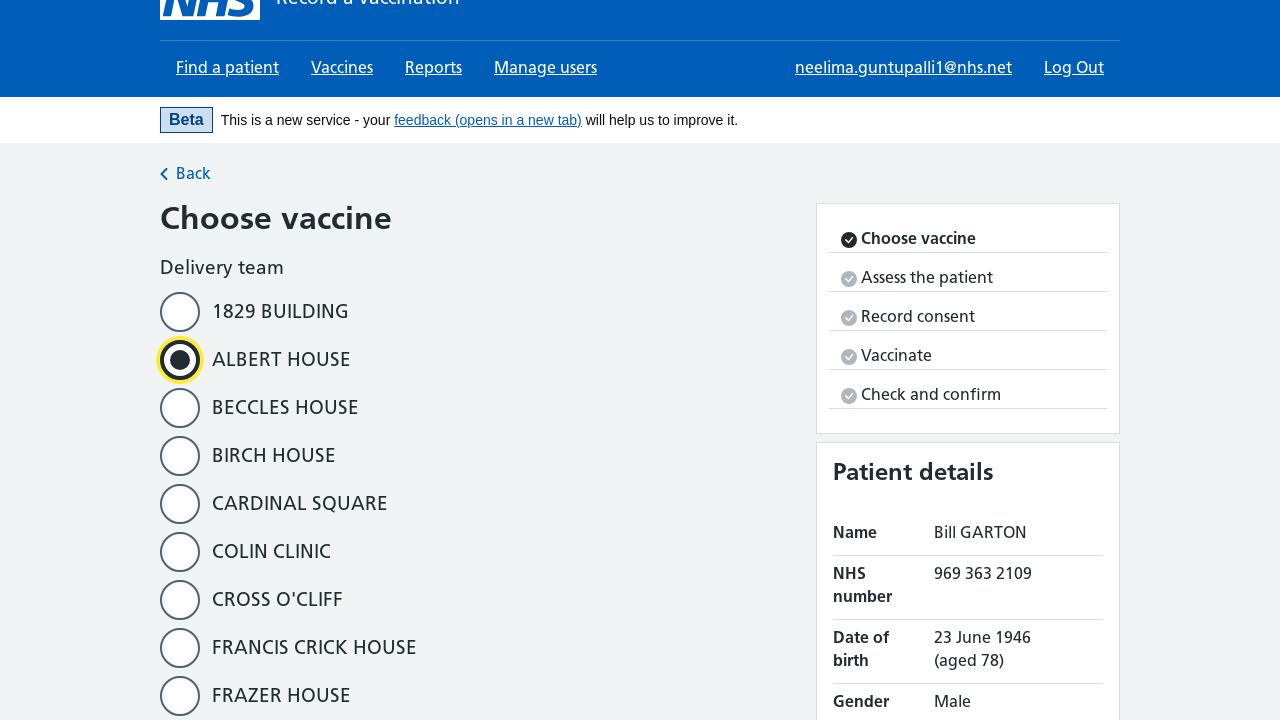 NHS Record a vaccination
Find a patient Vaccines Reports Manage users neelima.guntupalli1@nhs.net Log Out
Beta This is a new service - your feedback (opens in a new tab) will help us to improve it.
Back
Choose vaccine
Delivery team
1829 BUILDING
ALBERT HOUSE
BECCLES HOUSE
BIRCH HOUSE
CARDINAL SQUARE
COLIN CLINIC
CROSS O'CLIFF
FRANCIS CRICK HOUSE
FRAZER HOUSE
Choose vaccine
Assess the patient
Record consent
Vaccinate
Check and confirm
Patient details
Name Bill GARTON
NHS number 969 363 2109
Date of birth 23 June 1946 (aged 78)
Gender Male